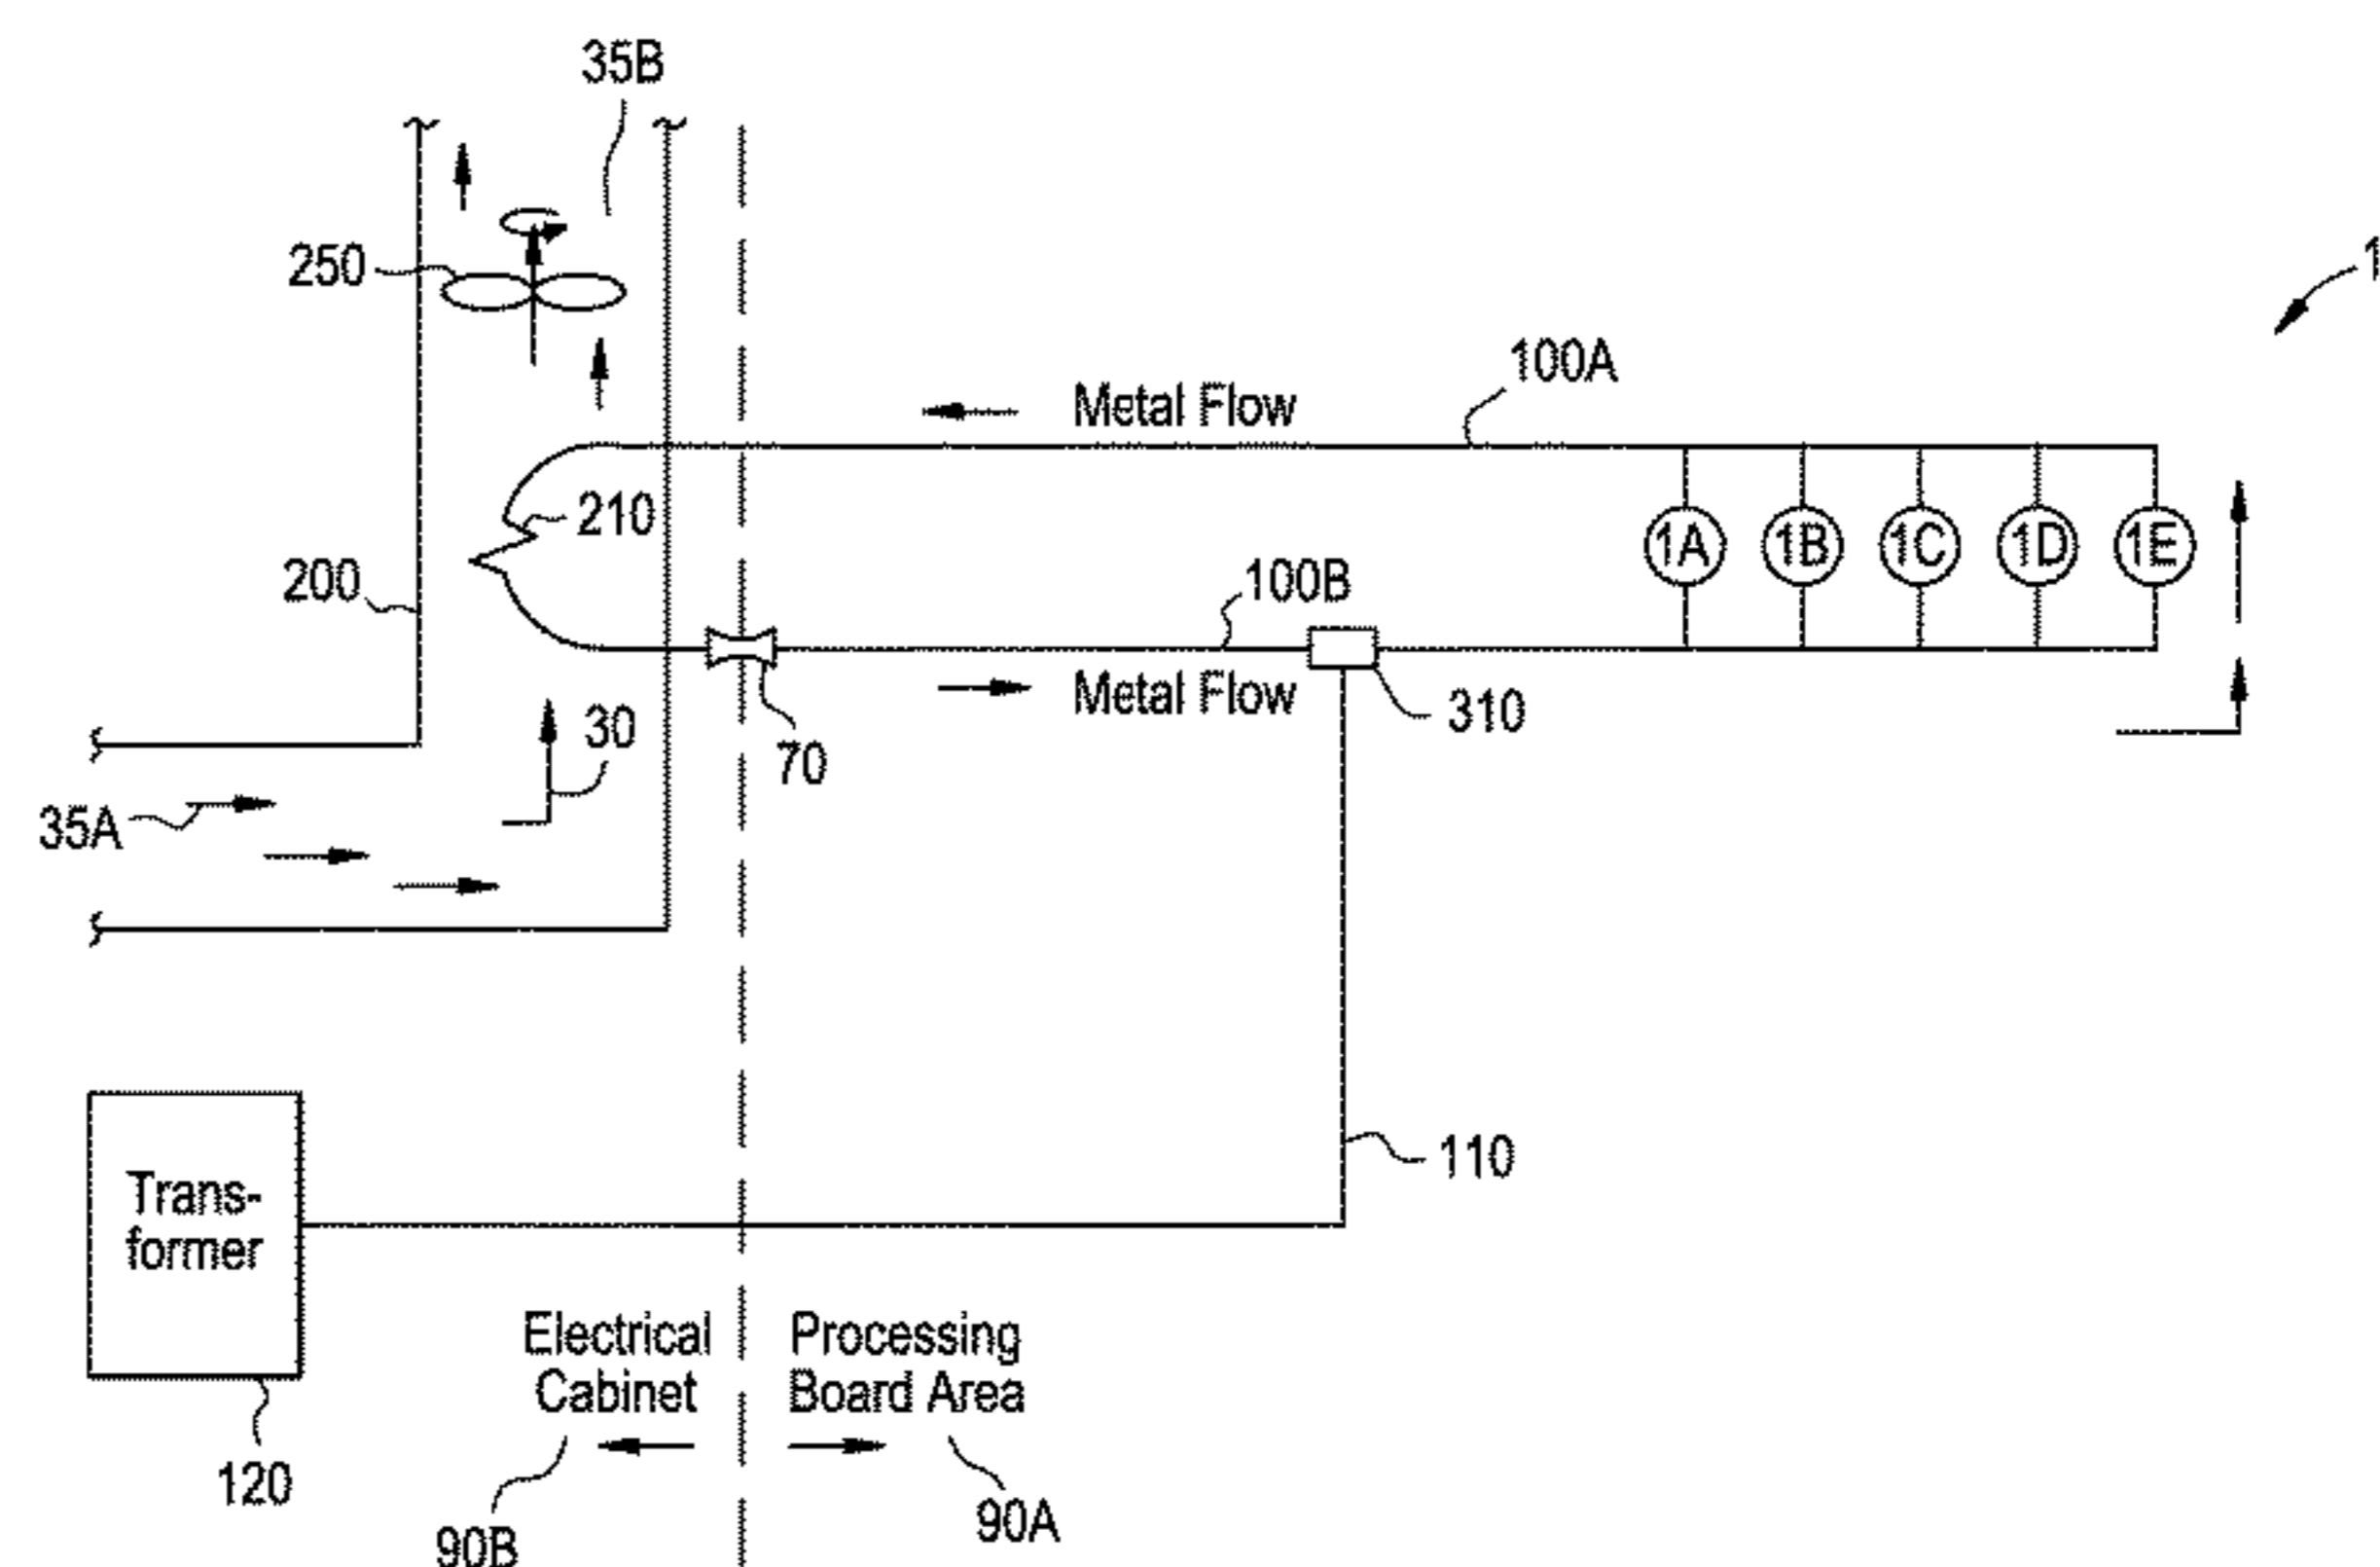 35B
250
1
100A
Metal Flow
210
1A 1B 1C 1D 1E
200
100B
Metal Flow
310
30
70
35A
110
Trans-
former
Electrical
Cabinet
Processing
Board Area
120
90B
90A